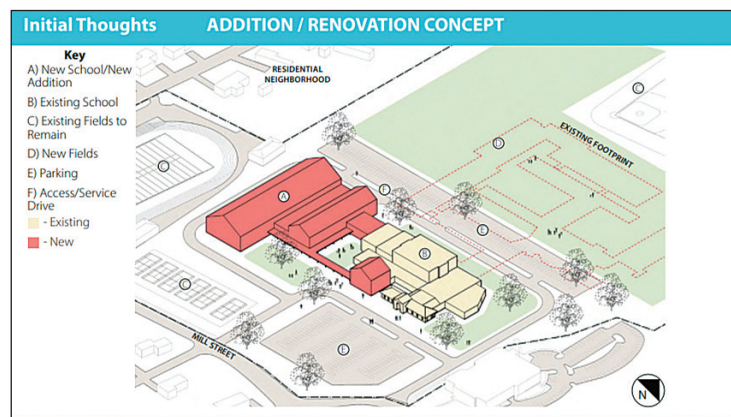 Initial Thoughts ADDITION / RENOVATION CONCEPT
Key
A) New School/New
Addition
B) Existing School
C) Existing Fields to
Remain
D) New Fields
E) Parking
F) Access/Service
Drive
- Existing
- New
RESIDENTIAL
NEIGHBORHOOD
C
D
EXISTING FOOTPRINT
C
A
F
E
B
C
MILL STREET
E
N